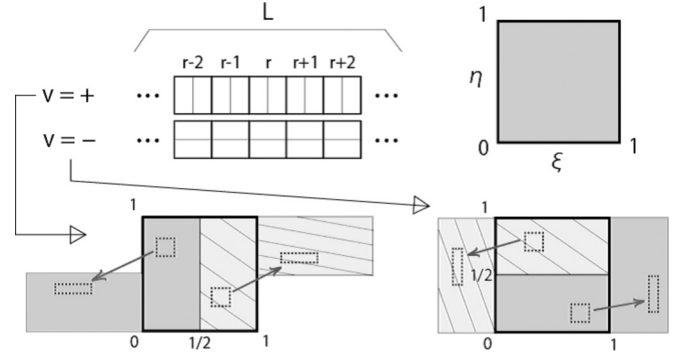 L
r-2 r-1 r r+1 r+2
v = + ... ...
v = - ... ...
1
η
0 ξ 1
1
0 1/2 1
1
1/2
0 1